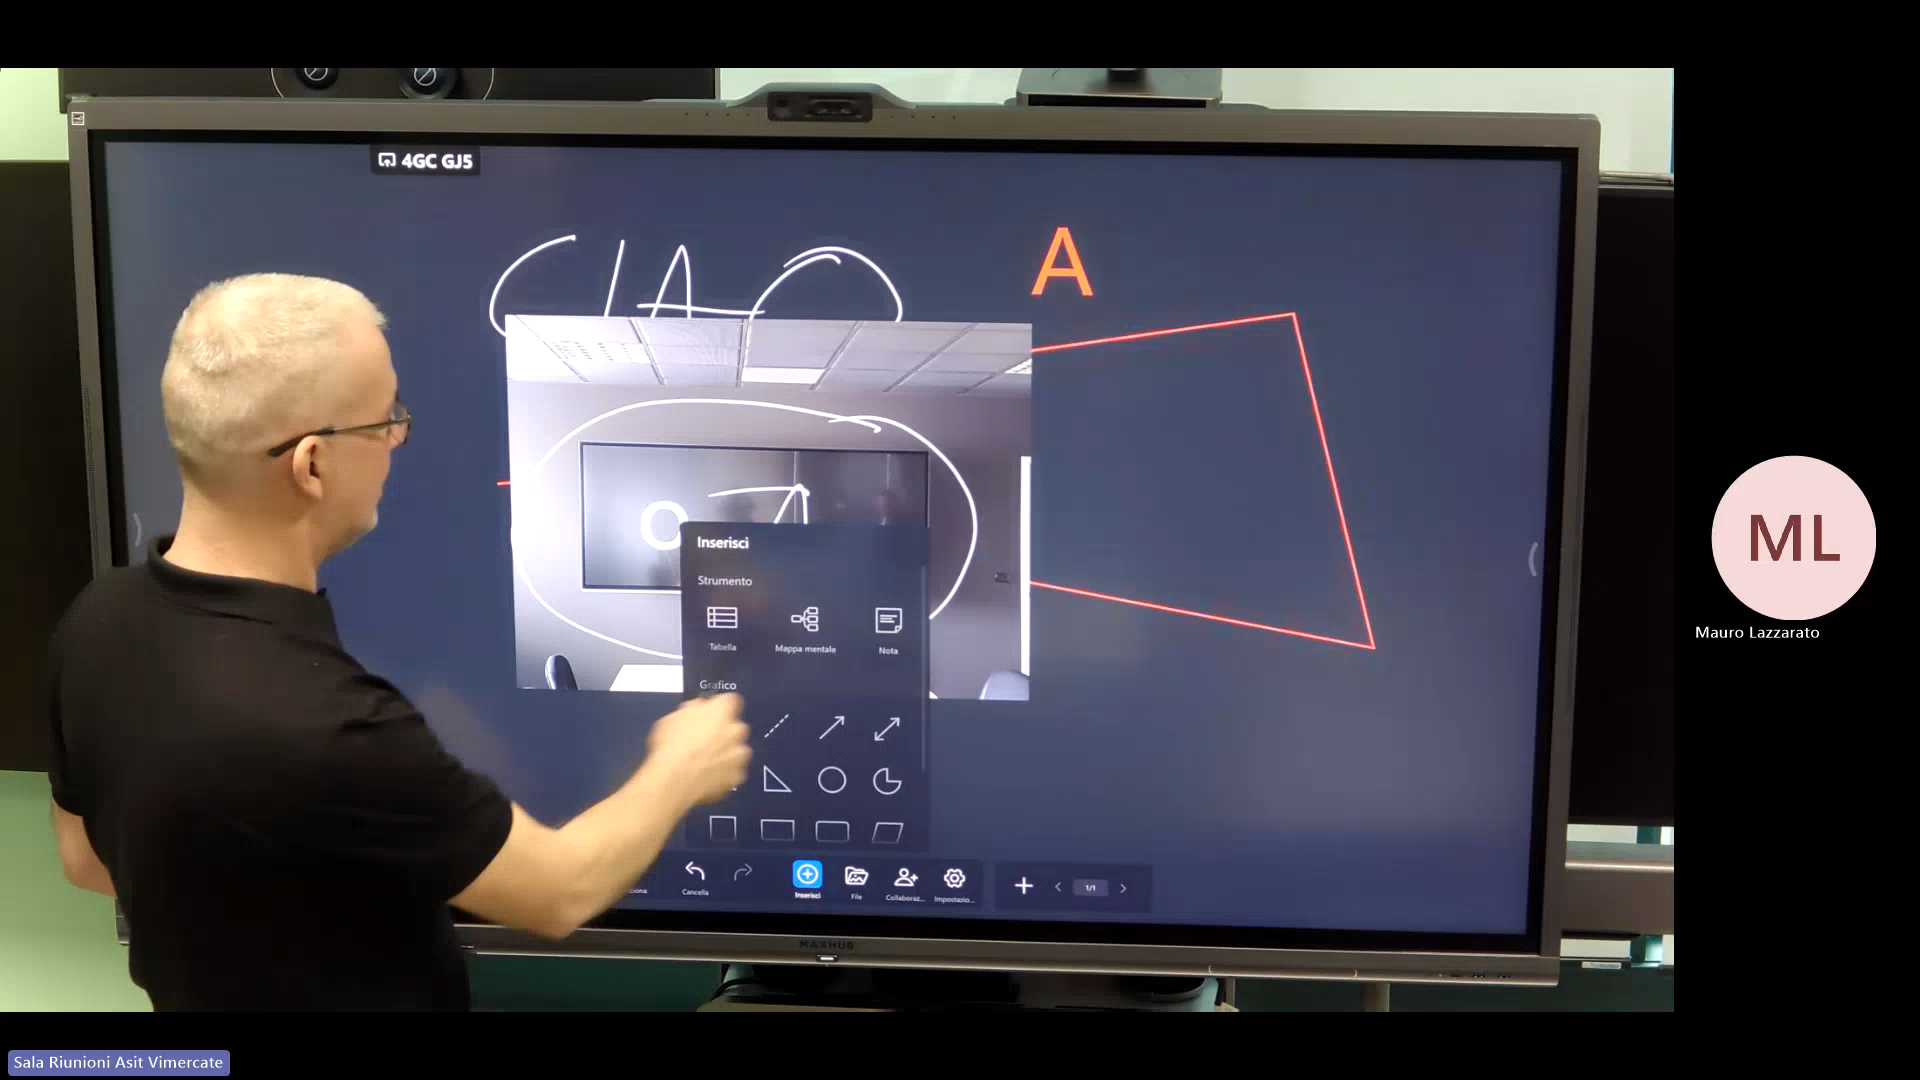 4GC GJ5
CIAO
A
O
Inserisci
Strumento
Tabella
Mappa mentale
Nota
Grafico
Cancella
Inserisci
File
Collaboraz...
Impostazio...
1/1
MAXHUB
ML
Mauro Lazzarato
Sala Riunioni Asit Vimercate